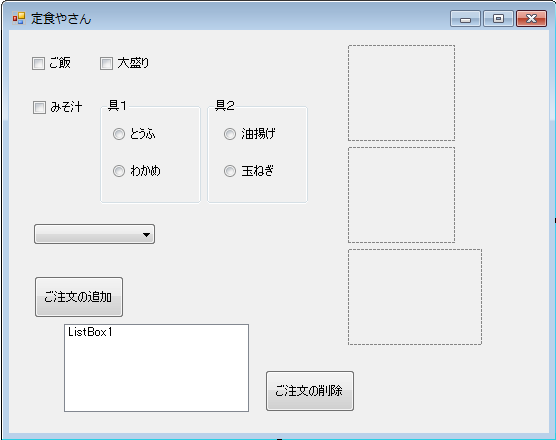 定食やさん
ご飯
大盛り
みそ汁
具１
具２
とうふ
油揚げ
わかめ
玉ねぎ
ご注文の追加
ListBox1
ご注文の削除